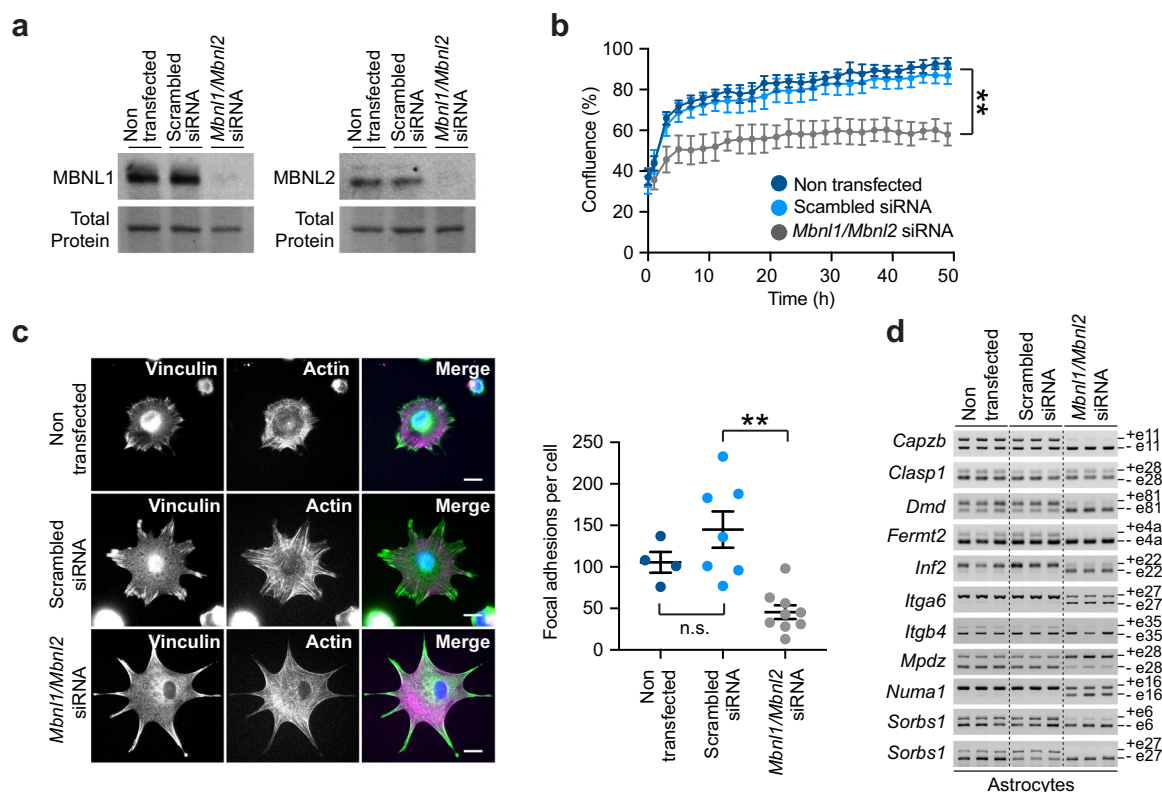 a
Non
transfected
Scrambled
siRNA
Mbnl1/Mbnl2
siRNA
MBNL1
Total
Protein
Non
transfected
Scrambled
siRNA
Mbnl1/Mbnl2
siRNA
MBNL2
Total
Protein
b
100
80
60
40
20
0
Confluence (%)
0 10 20 30 40 50
Time (h)
Non transfected
Scambled siRNA
Mbnl1/Mbnl2 siRNA
**
c
Non
transfected
Vinculin Actin Merge
Scrambled
siRNA
Vinculin Actin Merge
Mbnl1/Mbnl2
siRNA
Vinculin Actin Merge
Focal adhesions per cell
250
200
150
100
50
0
**
n.s.
Non
transfected
Scrambled
siRNA
Mbnl1/Mbnl2
siRNA
d
Non
transfected
Scrambled
siRNA
Mbnl1/Mbnl2
siRNA
Capzb +e11
- e11
Clasp1 +e28
- e28
Dmd +e81
- e81
Fermt2 +e4a
- e4a
Inf2 +e22
- e22
Itga6 +e27
- e27
Itgb4 +e35
- e35
Mpdz +e28
- e28
Numa1 +e16
- e16
Sorbs1 +e6
- e6
Sorbs1 +e27
- e27
Astrocytes